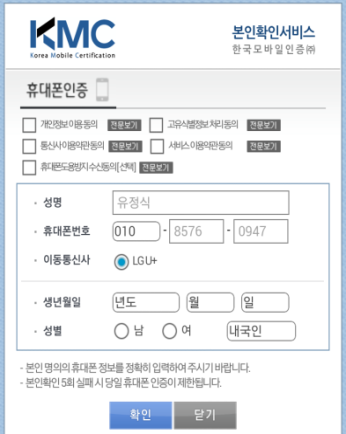 KMC
Korea Mobile Certification
본인확인서비스
한국모바일인증㈜
휴대폰인증
개인정보이용동의 전문보기 고유식별정보처리동의 전문보기
통신사이용약관동의 전문보기 서비스이용약관동의 전문보기
휴대폰도용방지수신동의[선택] 전문보기
· 성명 유정식
· 휴대폰번호 010 - 8576 - 0947
· 이동통신사 LGU+
· 생년월일 년도 월 일
· 성별 남 여 내국인
- 본인 명의의 휴대폰 정보를 정확히 입력하여 주시기 바랍니다.
- 본인확인 5회 실패 시 당일 휴대폰 인증이 제한됩니다.
확인 닫기